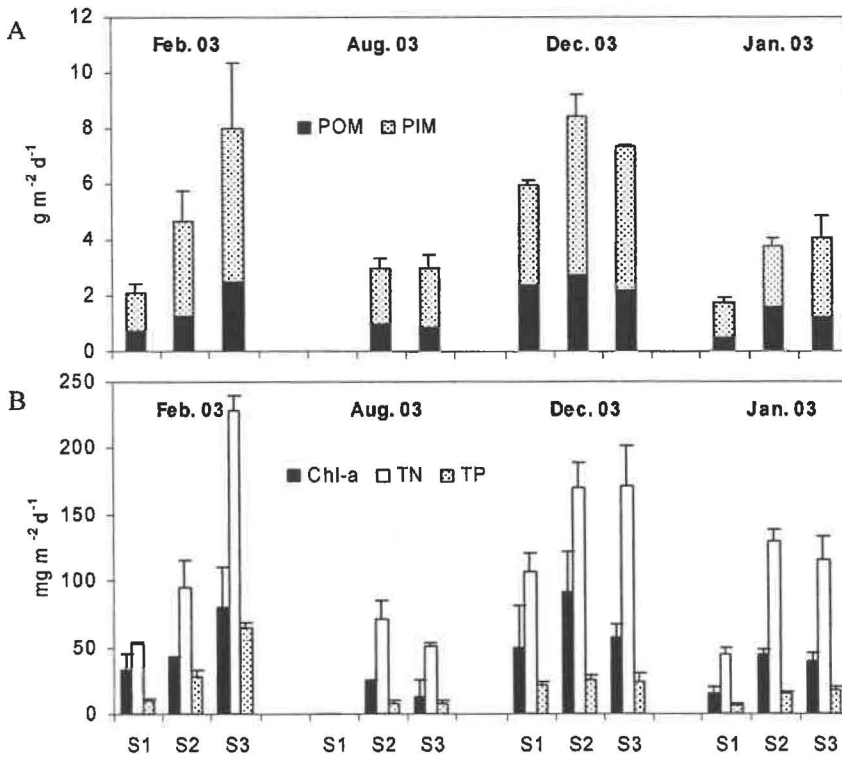 A
12
10
8
6
4
2
0
g m -2 d-1
Feb. 03 Aug. 03 Dec. 03 Jan. 03
POM PIM
B
250
200
150
100
50
0
mg m -2 d-1
Feb. 03 Aug. 03 Dec. 03 Jan. 03
Chl-a TN TP
S1 S2 S3 S1 S2 S3 S1 S2 S3 S1 S2 S3